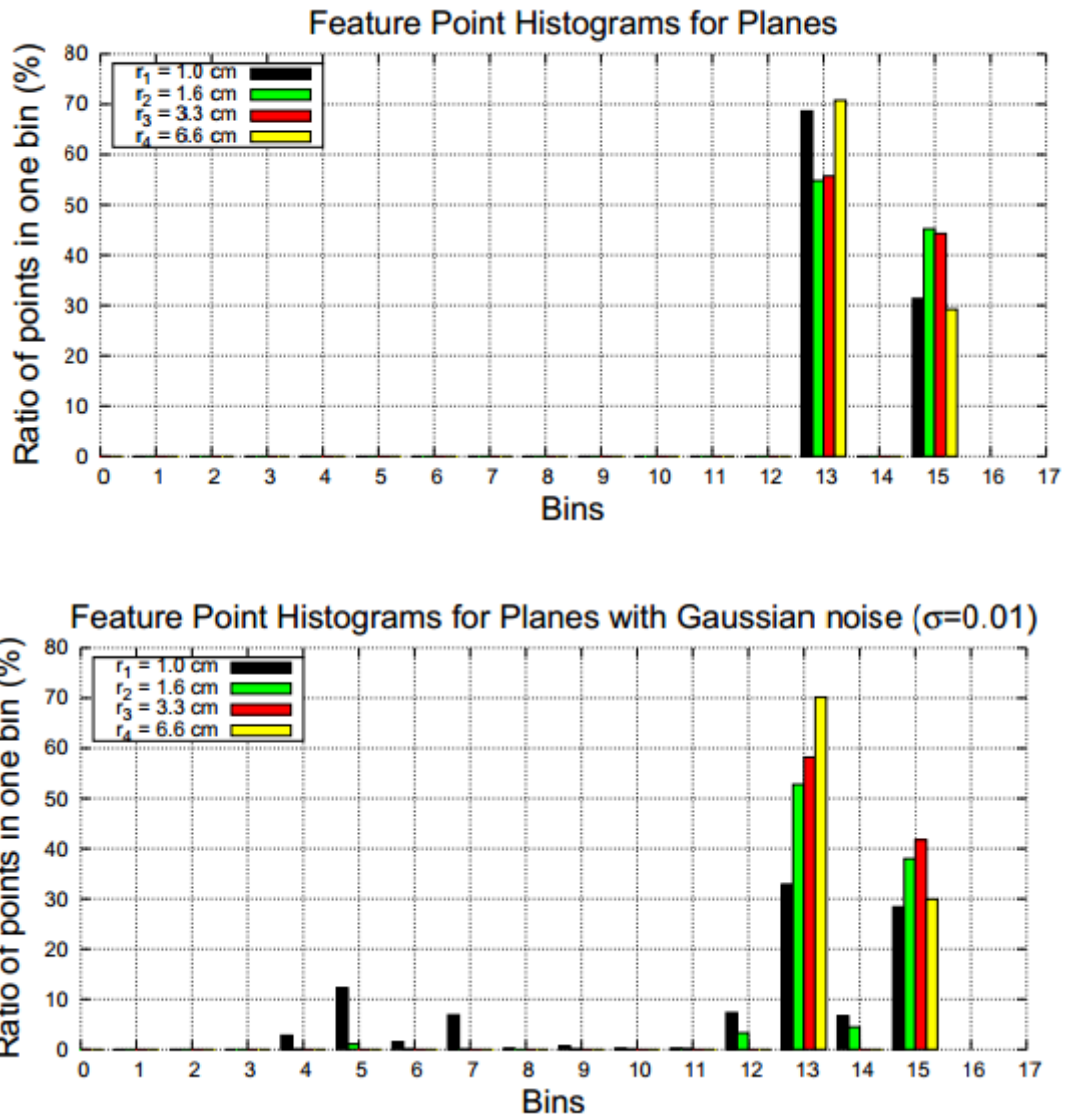 Feature Point Histograms for Planes
Ratio of points in one bin (%)
80
70
60
50
40
30
20
10
0
r1 = 1.0 cm
r2 = 1.6 cm
r3 = 3.3 cm
r4 = 6.6 cm
0 1 2 3 4 5 6 7 8 9 10 11 12 13 14 15 16 17
Bins
Feature Point Histograms for Planes with Gaussian noise (σ=0.01)
Ratio of points in one bin (%)
80
70
60
50
40
30
20
10
0
r1 = 1.0 cm
r2 = 1.6 cm
r3 = 3.3 cm
r4 = 6.6 cm
0 1 2 3 4 5 6 7 8 9 10 11 12 13 14 15 16 17
Bins